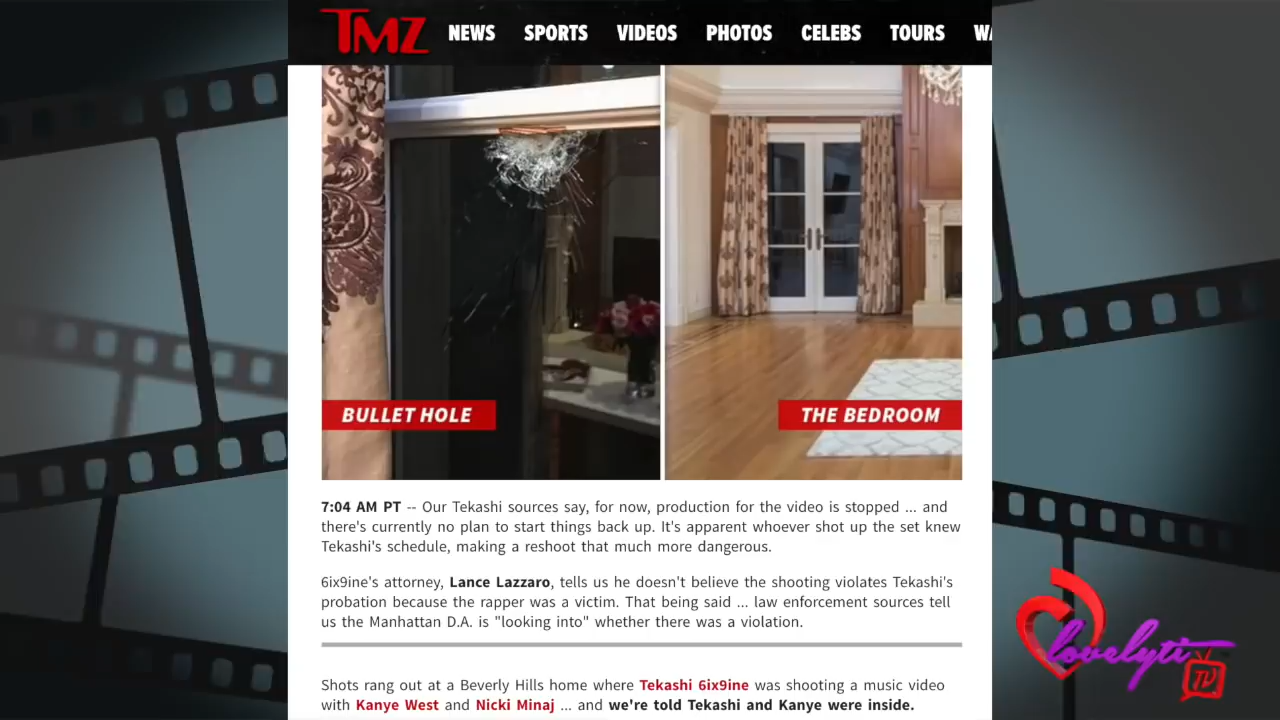 TMZ NEWS SPORTS VIDEOS PHOTOS CELEBS TOURS WA
BULLET HOLE
THE BEDROOM
7:04 AM PT -- Our Tekashi sources say, for now, production for the video is stopped ... and
there's currently no plan to start things back up. It's apparent whoever shot up the set knew
Tekashi's schedule, making a reshoot that much more dangerous.
6ix9ine's attorney, Lance Lazzaro, tells us he doesn't believe the shooting violates Tekashi's
probation because the rapper was a victim. That being said ... law enforcement sources tell
us the Manhattan D.A. is "looking into" whether there was a violation.
Shots rang out at a Beverly Hills home where Tekashi 6ix9ine was shooting a music video
with Kanye West and Nicki Minaj ... and we're told Tekashi and Kanye were inside.
lovelyti
TV